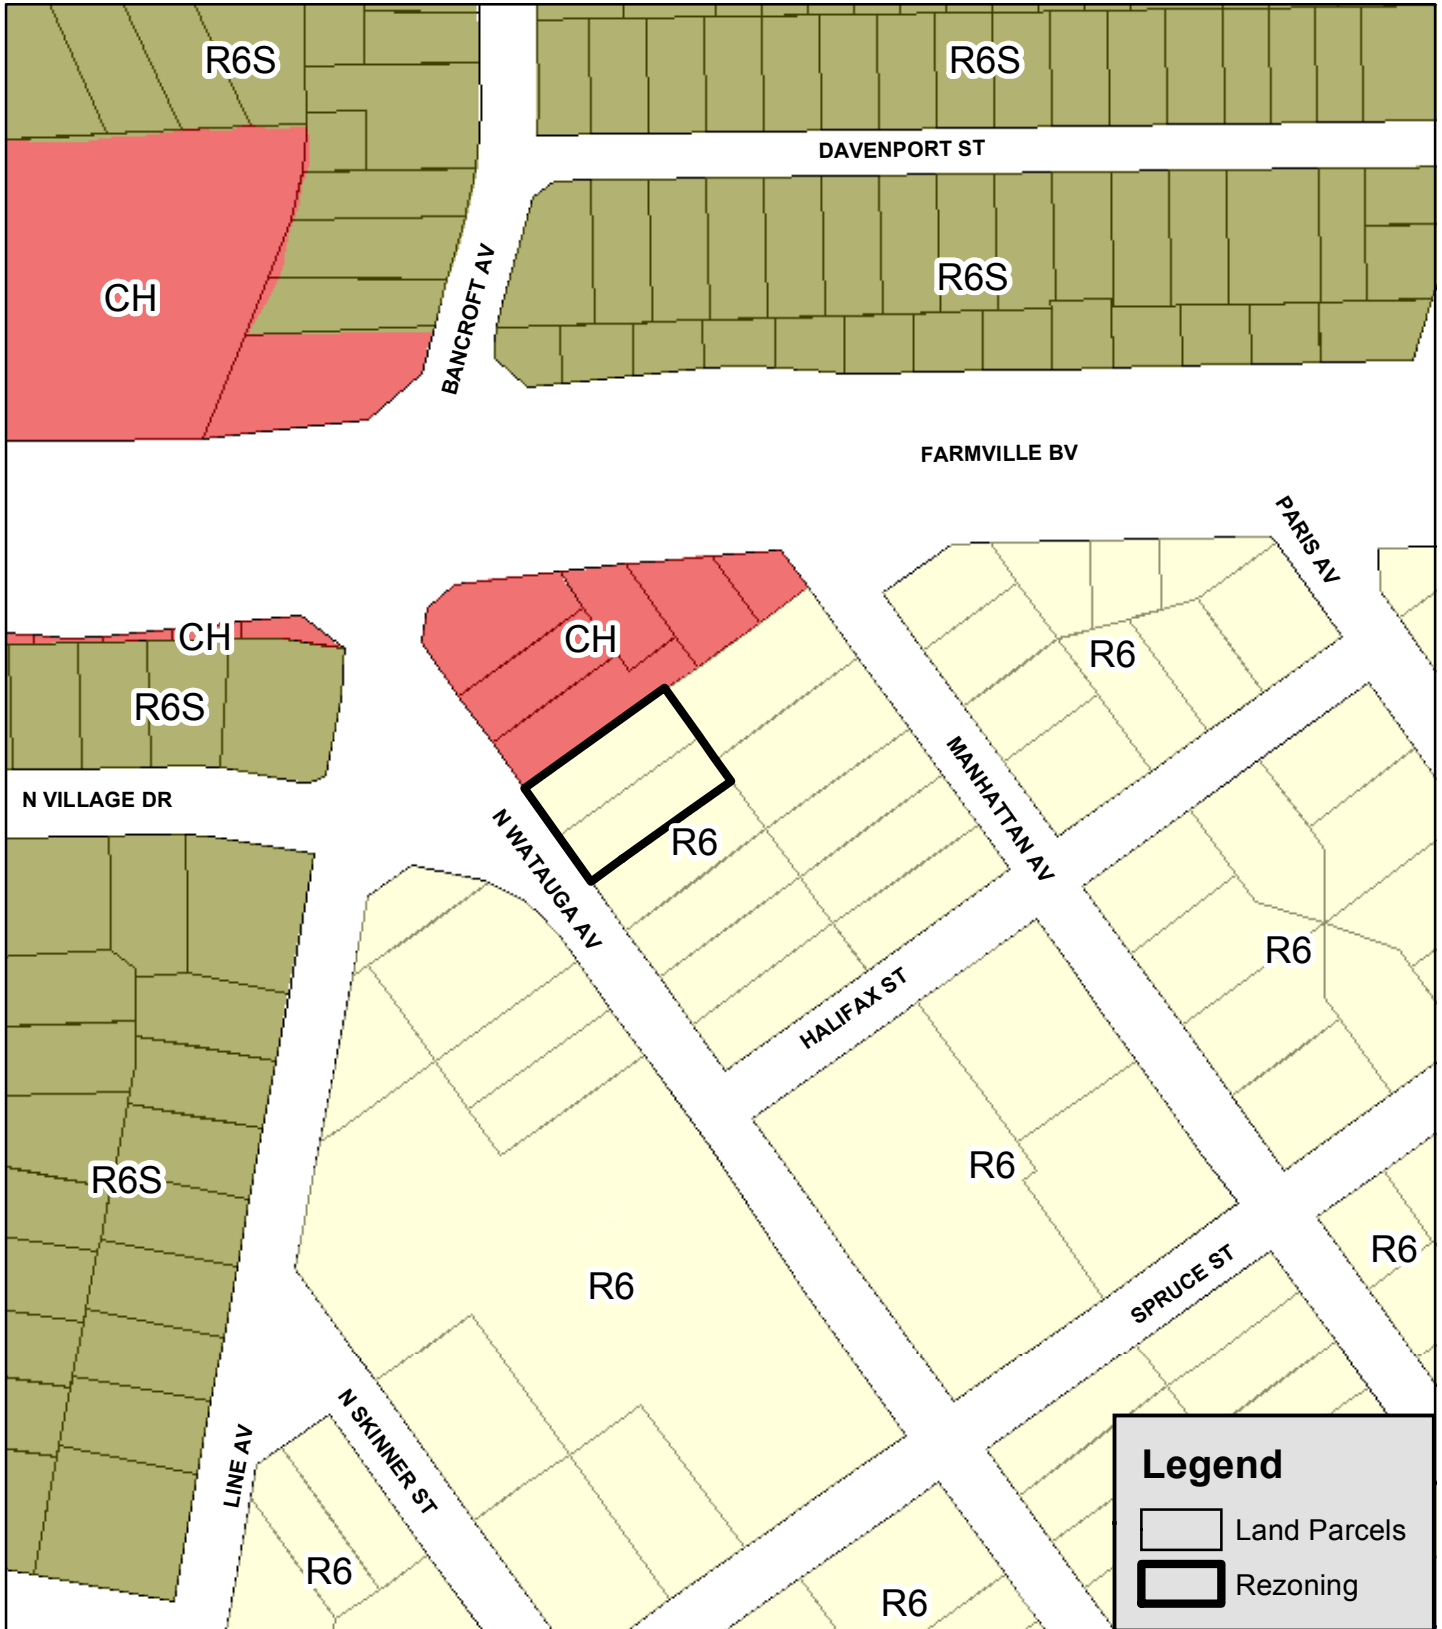 R6S
R6S
DAVENPORT ST
BANCROFT AV
R6S
CH
FARMVILLE BV
PARIS AV
CH
CH
R6
R6S
MANHATTAN AV
N VILLAGE DR
N WATAUGA AV
R6
R6
HALIFAX ST
R6
R6S
R6
SPRUCE ST
R6
N SKINNER ST
LINE AV
R6
R6
Legend
Land Parcels
Rezoning